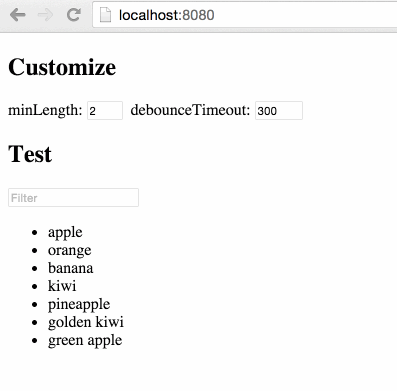 localhost:8080
Customize
minLength: 2 debounceTimeout: 300
Test
Filter
apple
orange
banana
kiwi
pineapple
golden kiwi
green apple